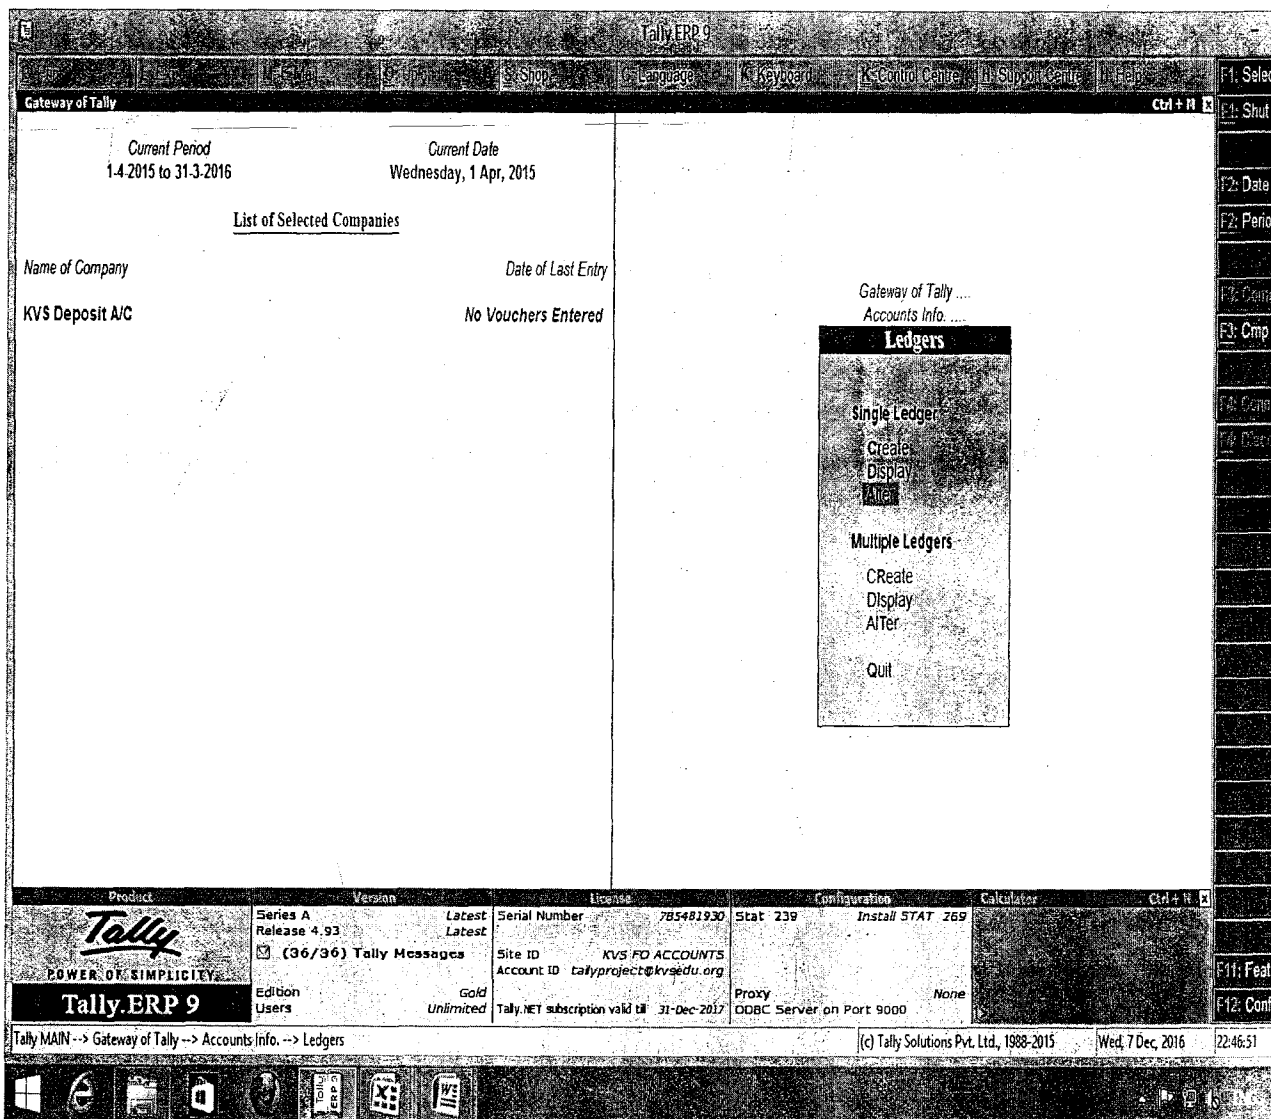 Tally.ERP 9
S: Shop
L: Language
K: Keyboard
K: Control Centre
H: Support Centre
H: Help
Gateway of Tally
Ctrl + N
Current Period
Current Date
1-4-2015 to 31-3-2016
Wednesday, 1 Apr, 2015
List of Selected Companies
Name of Company
Date of Last Entry
KVS Deposit A/C
No Vouchers Entered
Gateway of Tally ....
Accounts Info. ....
Ledgers
Single Ledger
Create
Display
Alter
Multiple Ledgers
CReate
DIsplay
AlTer
Quit
F1: Selec
F1: Shut
F2: Date
F2: Perio
F3: Com
F3: Cmp
F4: Conn
F11: Feat
F12: Conf
Product
Tally
POWER OF SIMPLICITY
Tally.ERP 9
Version
Series A Latest
Release 4.93 Latest
(36/36) Tally Messages
Edition Gold
Users Unlimited
License
Serial Number 785481930
Site ID KVS FO ACCOUNTS
Account ID tallyproject@kvsedu.org
Tally.NET subscription valid till 31-Dec-2017
Configuration
Stat 239 Install STAT 269
Proxy None
ODBC Server on Port 9000
Calculator Ctrl + N
Tally MAIN --> Gateway of Tally --> Accounts Info. --> Ledgers
(c) Tally Solutions Pvt. Ltd., 1988-2015
Wed, 7 Dec, 2016
22:46:51